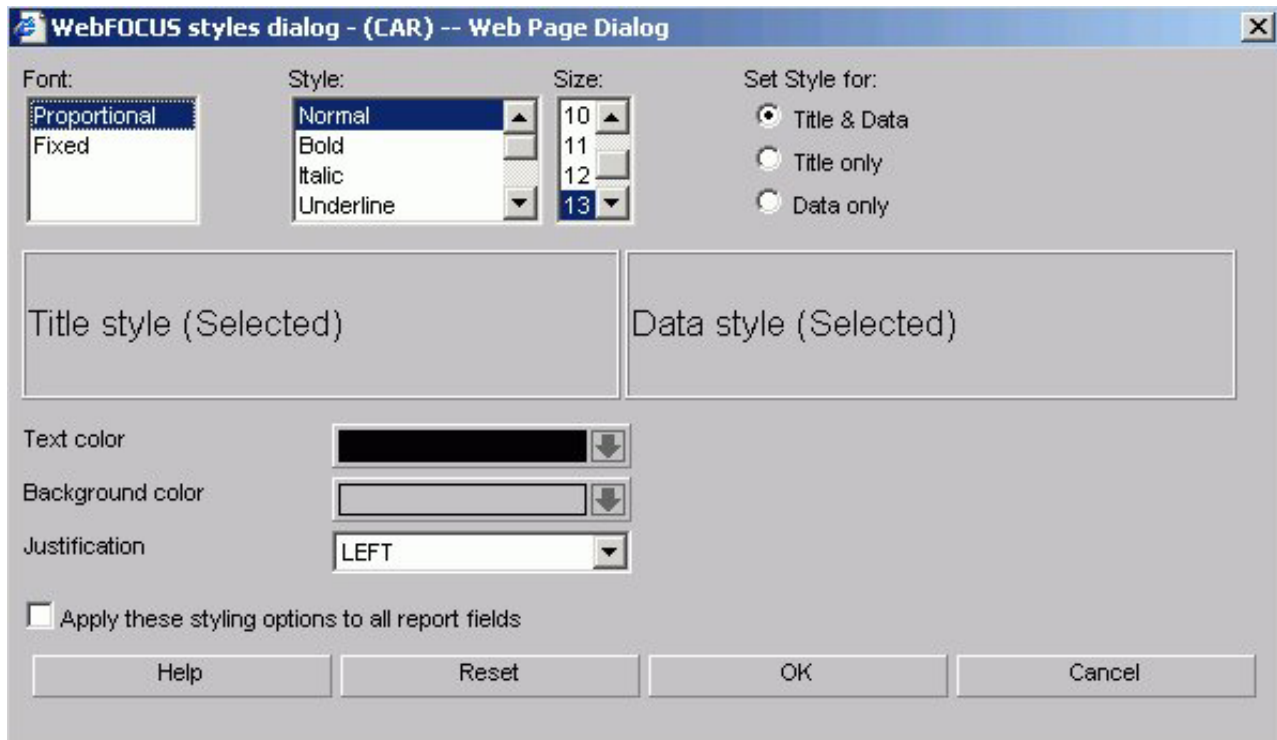 WebFOCUS styles dialog - (CAR) -- Web Page Dialog
Font: Style: Size: Set Style for:
Proportional Normal 10 Title & Data
Fixed Bold 11
Italic 12 Title only
Underline 13 Data only
Title style (Selected) Data style (Selected)
Text color
Background color
Justification LEFT
Apply these styling options to all report fields
Help Reset OK Cancel